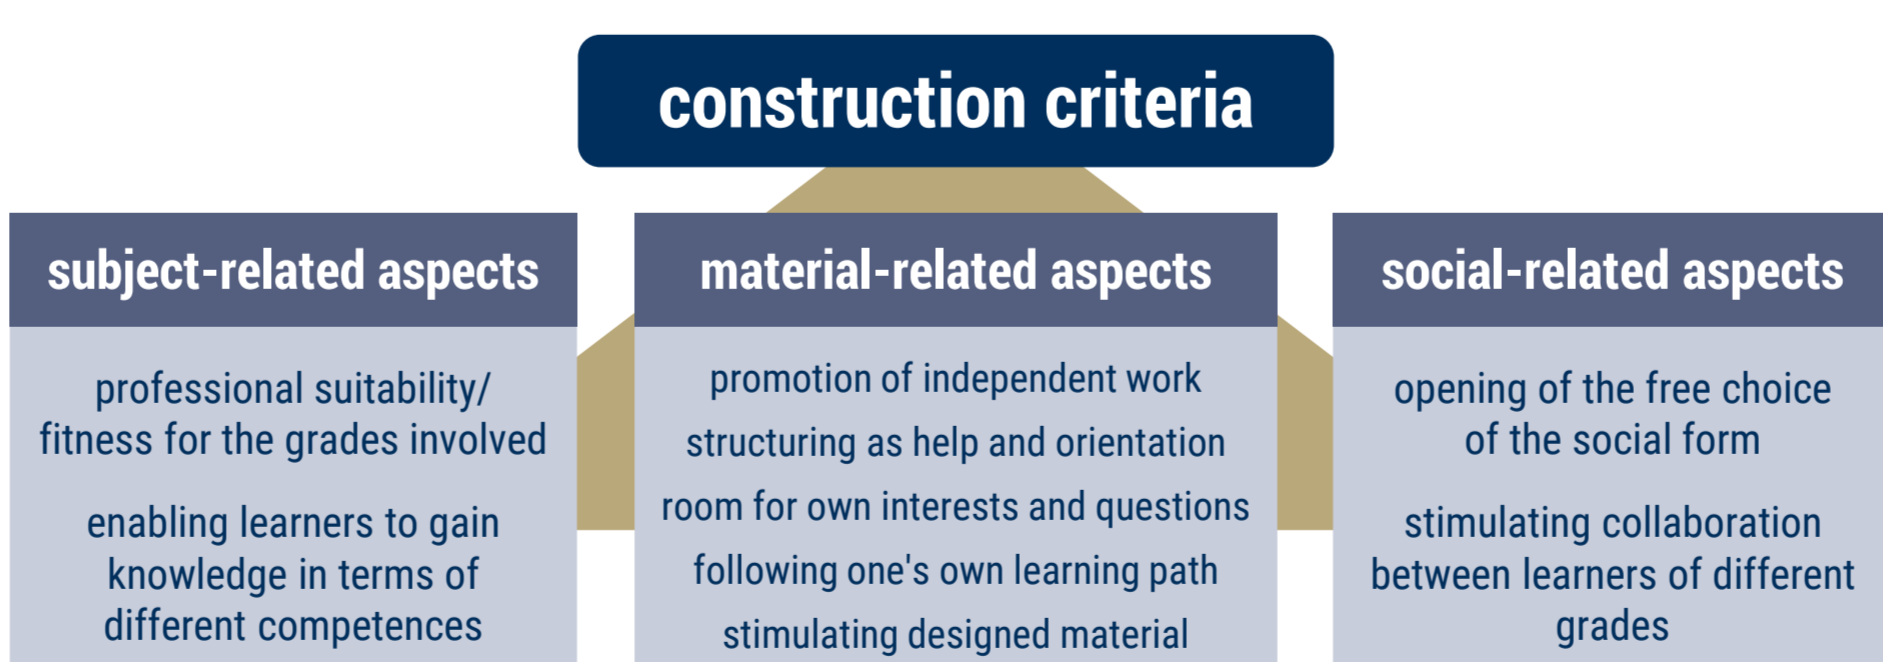 construction criteria
subject-related aspects
professional suitability/
fitness for the grades involved
enabling learners to gain
knowledge in terms of
different competences
material-related aspects
promotion of independent work
structuring as help and orientation
room for own interests and questions
following one's own learning path
stimulating designed material
social-related aspects
opening of the free choice
of the social form
stimulating collaboration
between learners of different
grades